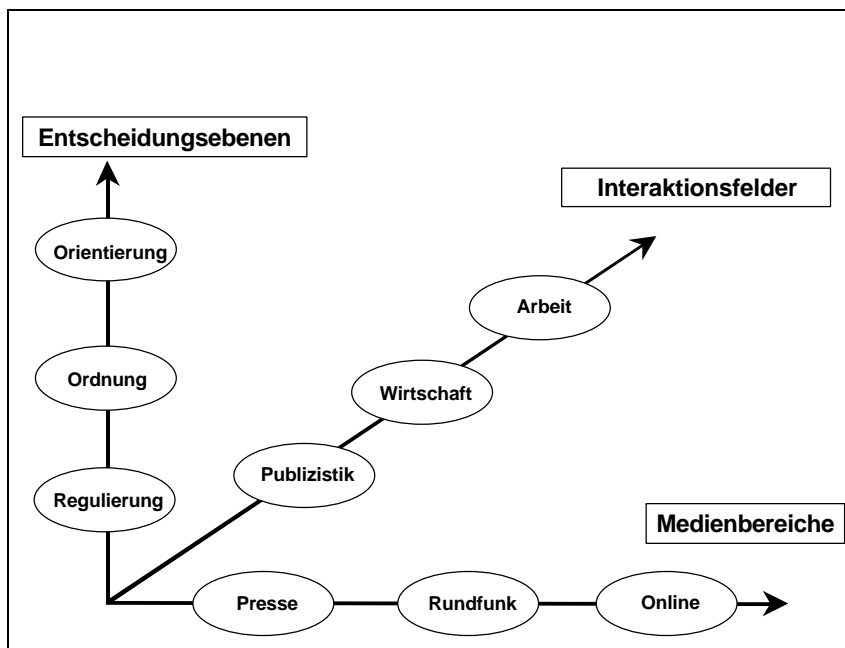 Entscheidungsebenen
Interaktionsfelder
Orientierung
Arbeit
Ordnung
Wirtschaft
Publizistik
Regulierung
Medienbereiche
Presse
Rundfunk
Online